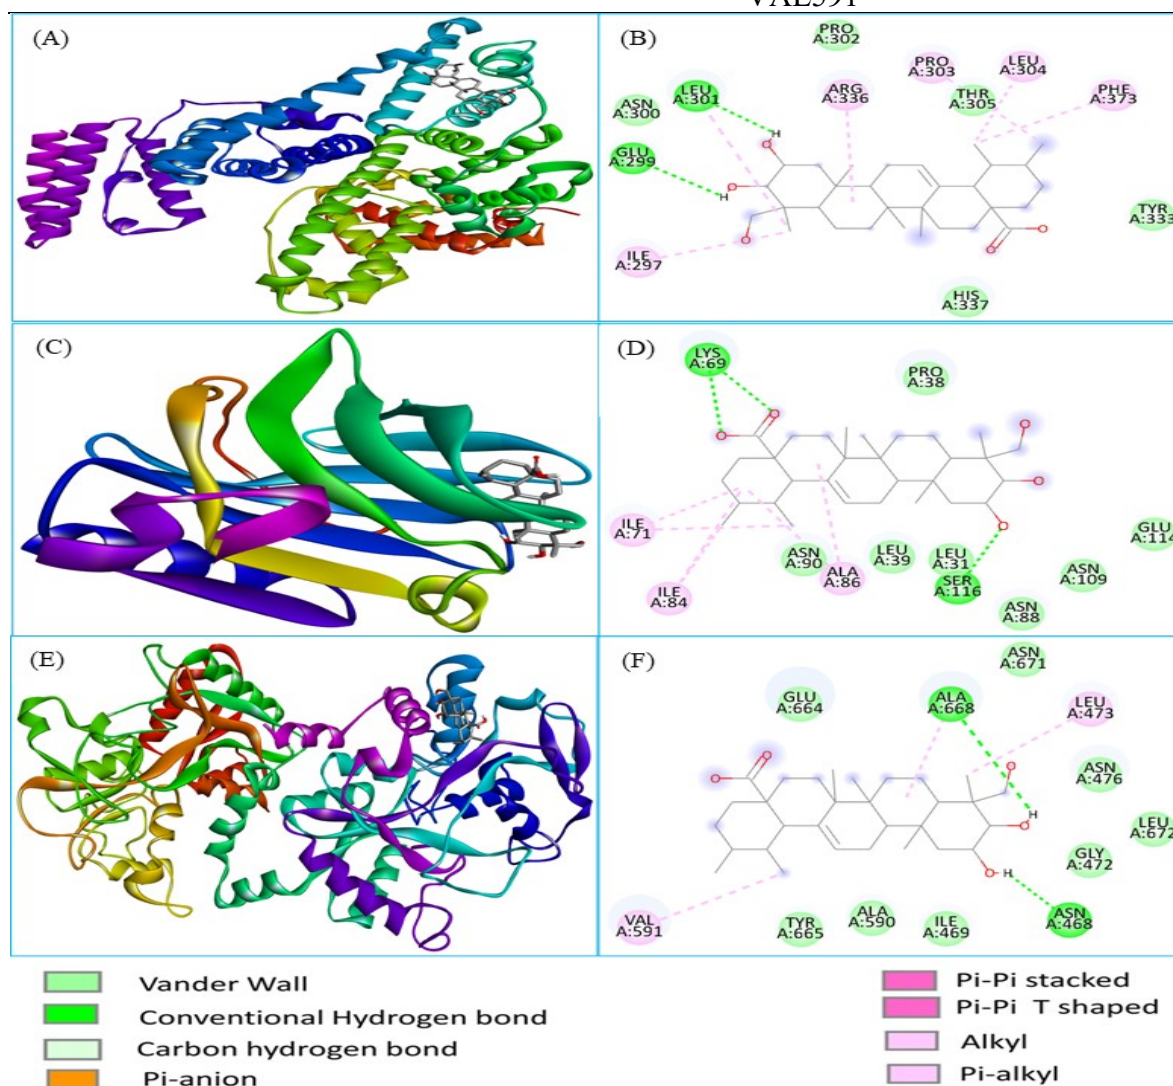 VAL591
(A)
(B)
PRO
A:302
PRO
A:303
LEU
A:304
LEU
A:301
ARG
A:336
THR
A:305
PHE
A:373
ASN
A:300
GLU
A:299
H
O
H
O
O
O
O
ILE
A:297
TYR
A:333
HIS
A:337
(C)
(D)
LYS
A:69
PRO
A:38
O
O
O
O
O
ILE
A:71
ILE
A:84
ASN
A:90
ALA
A:86
LEU
A:39
LEU
A:31
SER
A:116
ASN
A:88
ASN
A:109
GLU
A:114
(E)
(F)
GLU
A:664
ALA
A:668
ASN
A:671
LEU
A:473
ASN
A:476
LEU
A:672
GLY
A:472
O
O
O
H
O
O
H
VAL
A:591
TYR
A:665
ALA
A:590
ILE
A:469
ASN
A:468
Vander Wall
Conventional Hydrogen bond
Carbon hydrogen bond
Pi-anion
Pi-Pi stacked
Pi-Pi T shaped
Alkyl
Pi-alkyl